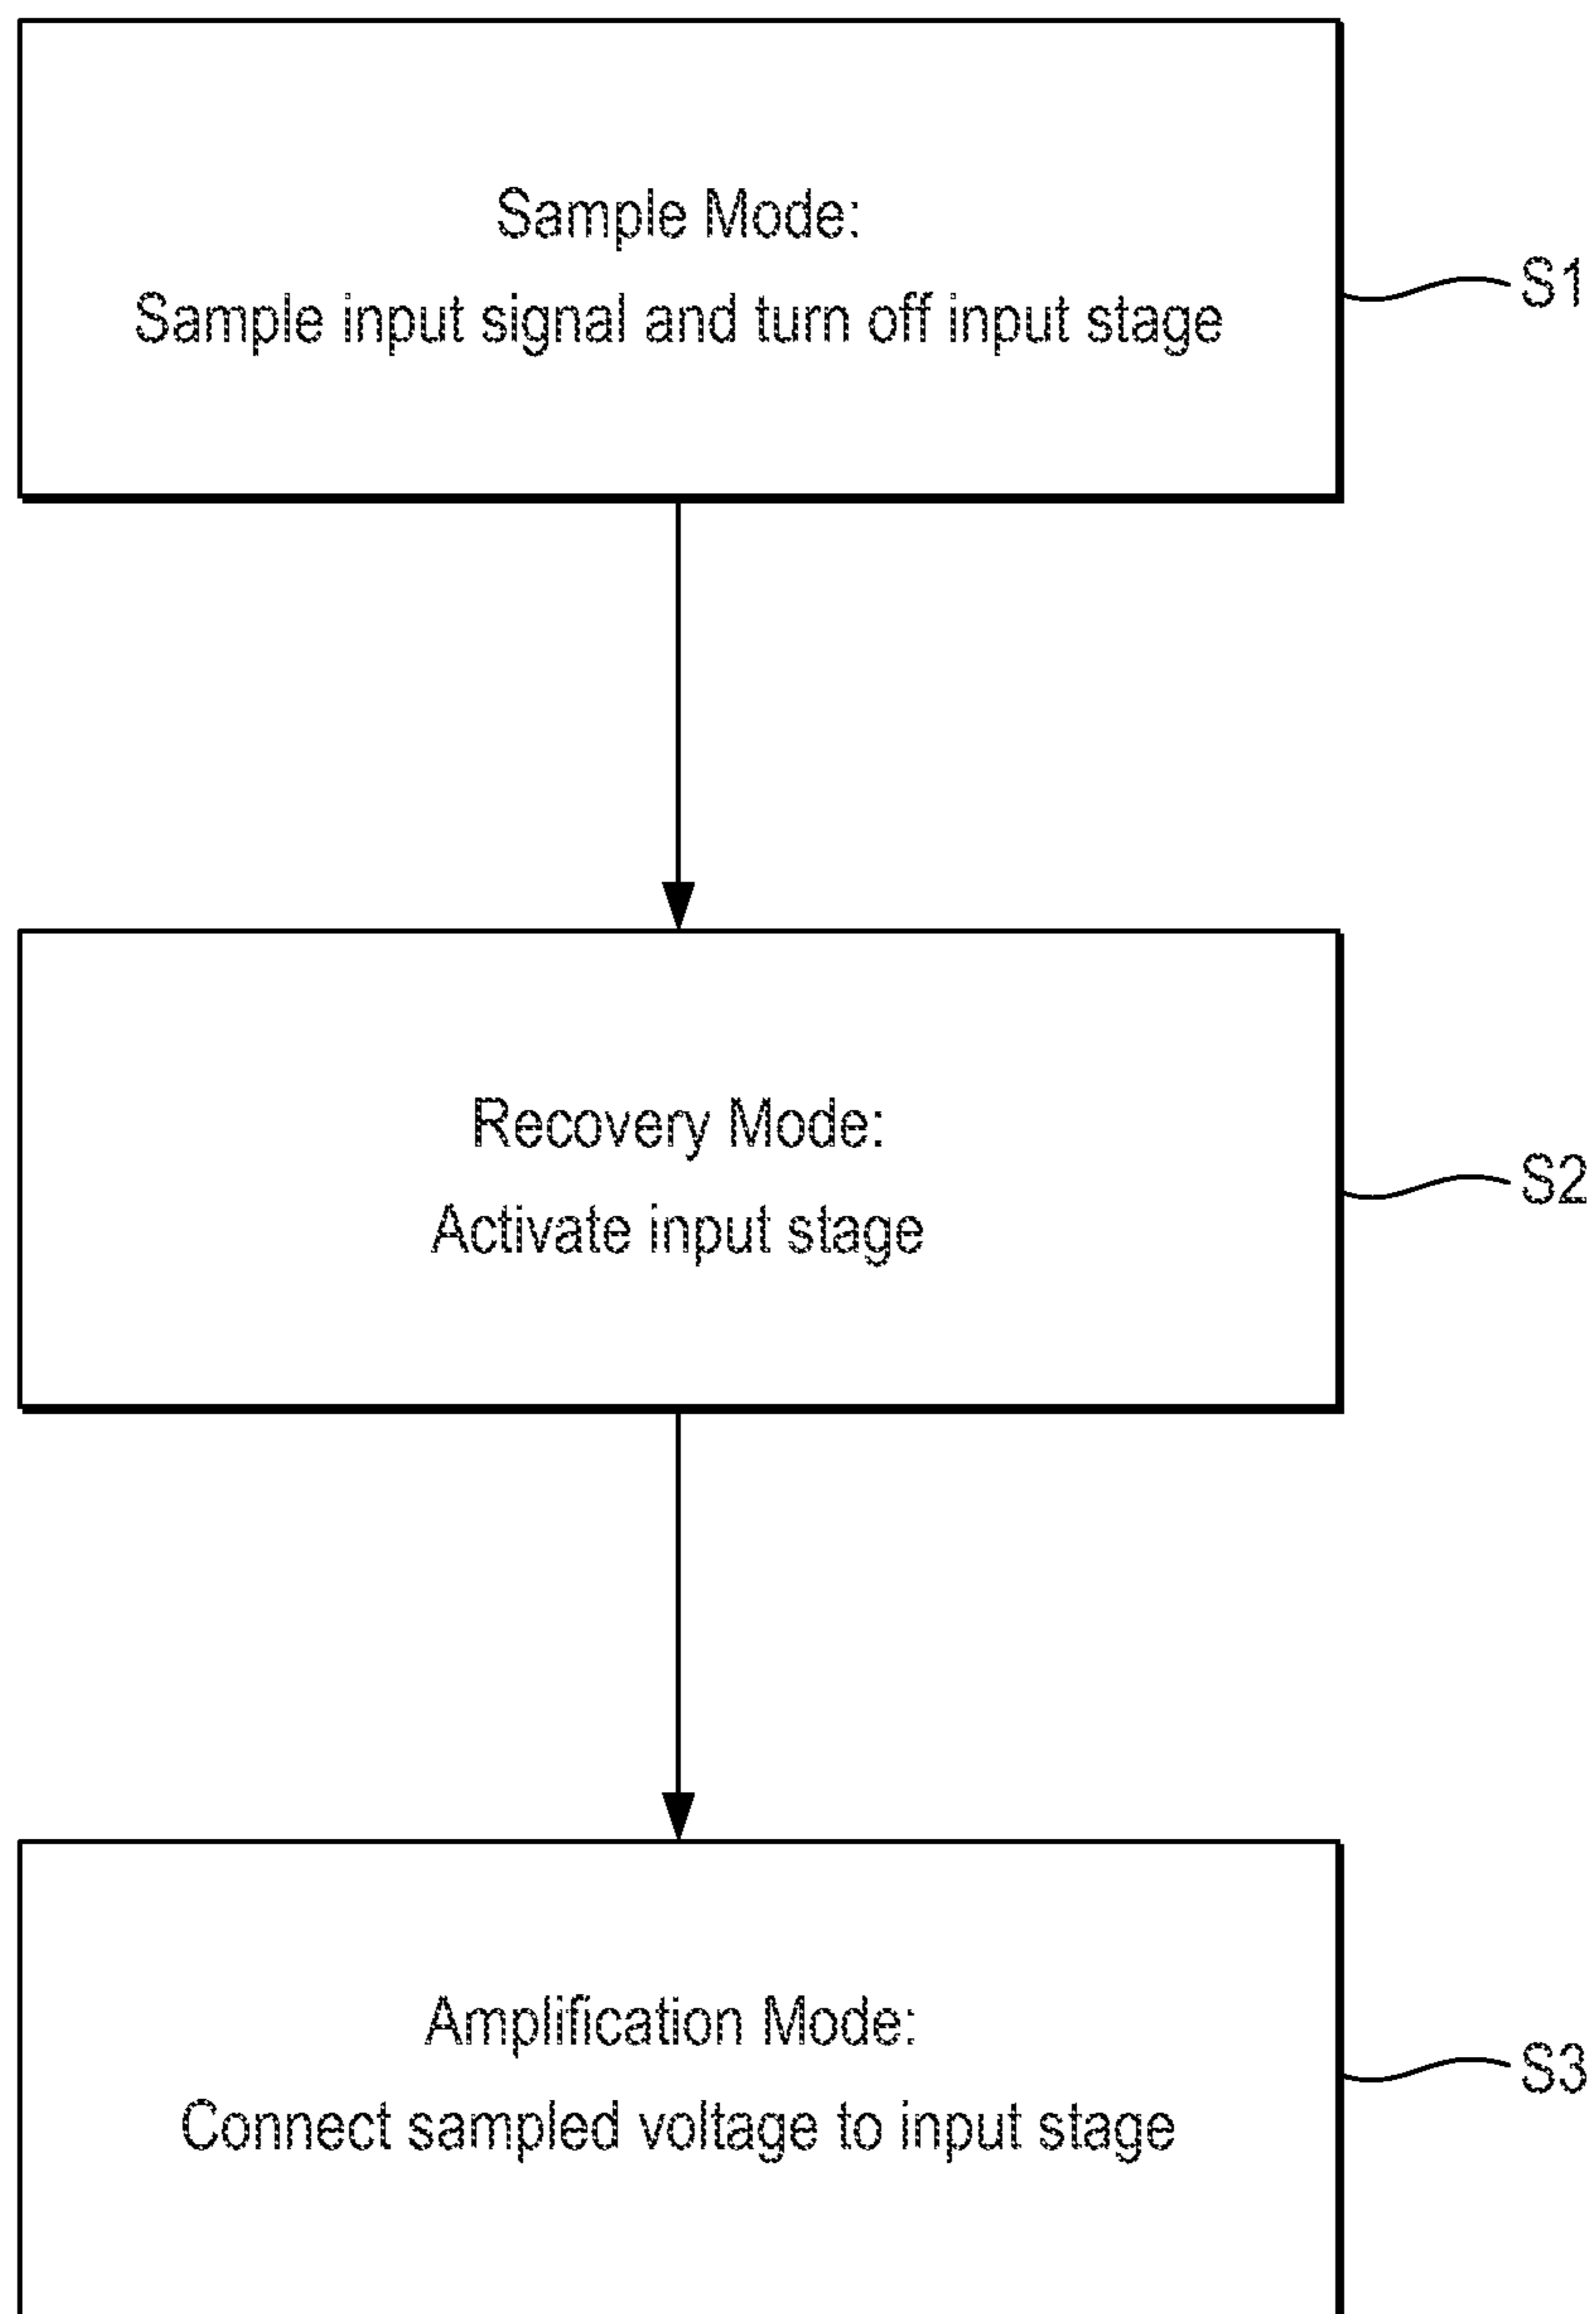 Sample Mode:
Sample input signal and turn off input stage
S1
Recovery Mode:
Activate input stage
S2
Amplification Mode:
Connect sampled voltage to input stage
S3